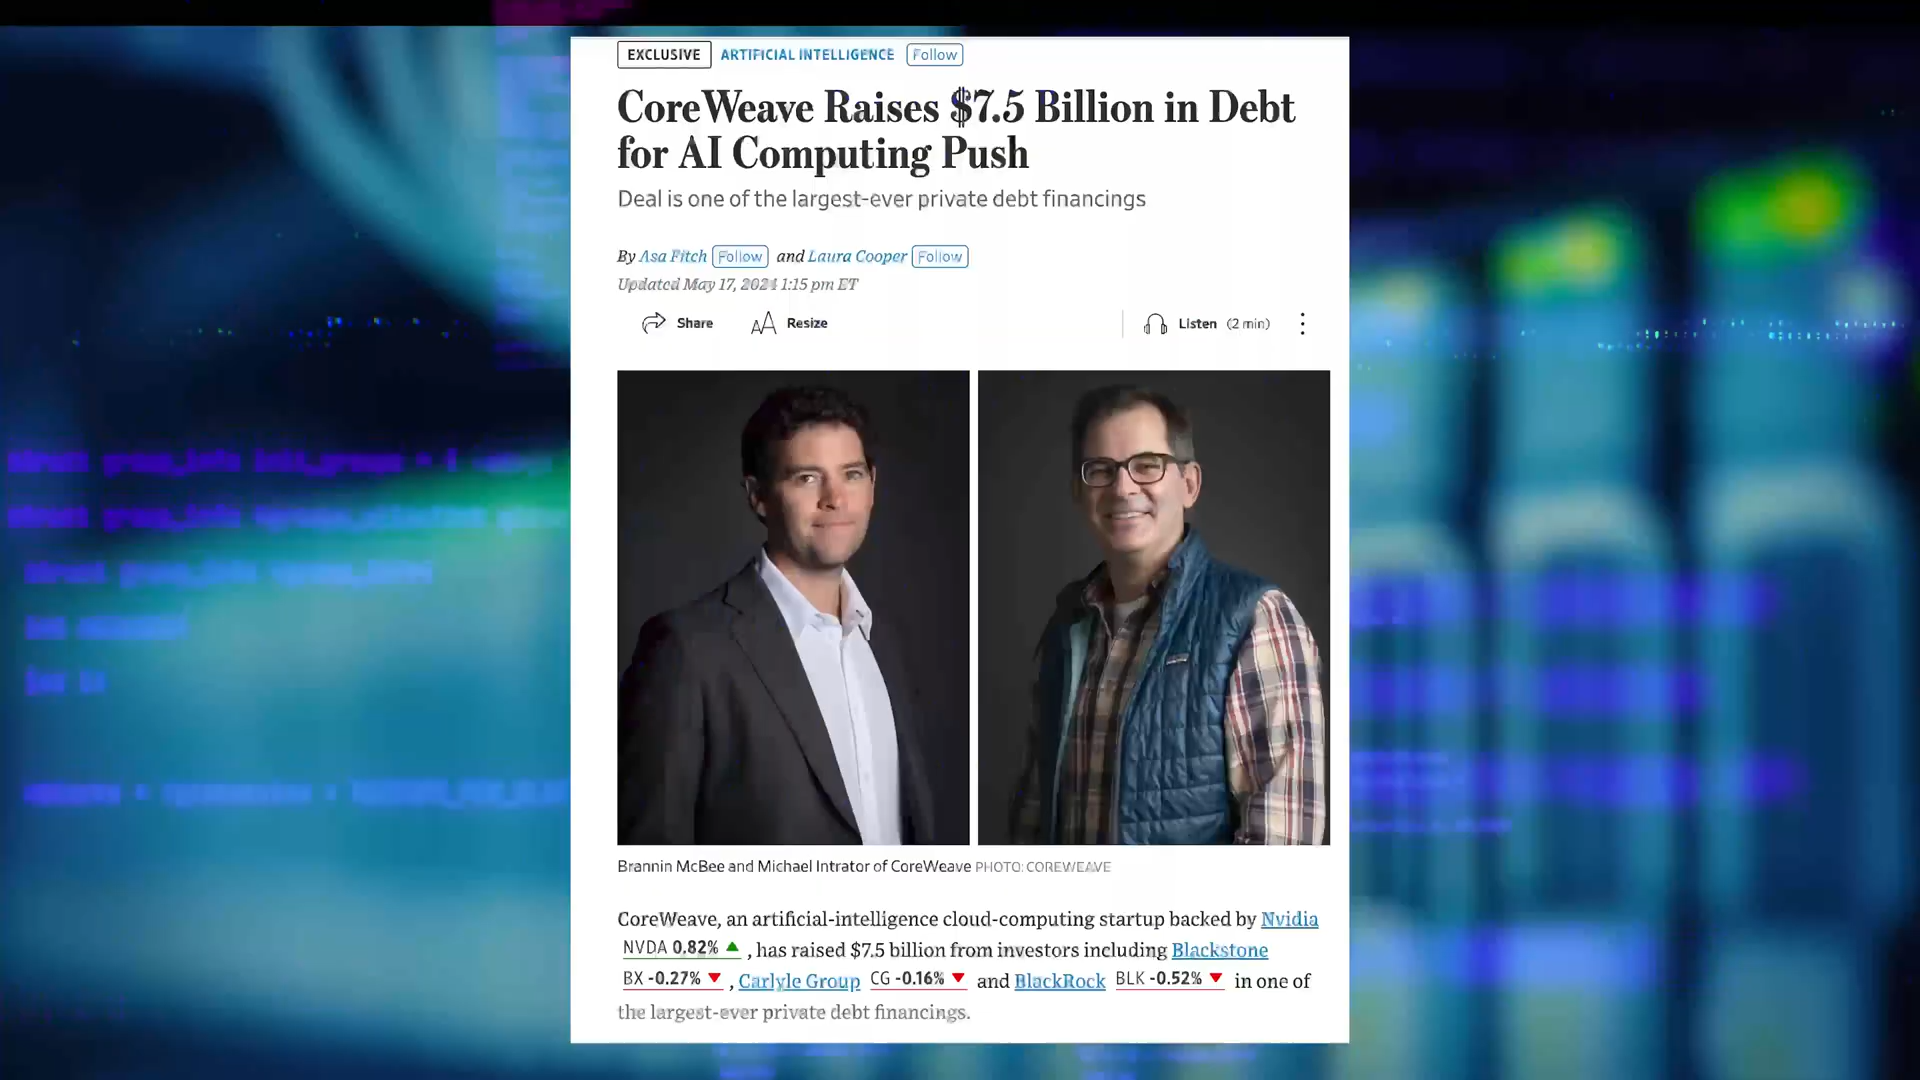 EXCLUSIVE ARTIFICIAL INTELLIGENCE Follow
CoreWeave Raises $7.5 Billion in Debt
for AI Computing Push
Deal is one of the largest-ever private debt financings
By Asa Fitch Follow and Laura Cooper Follow
Updated May 17, 2024 1:15 pm ET
Share AA Resize Listen (2 min)
Brannin McBee and Michael Intrator of CoreWeave PHOTO: COREWEAVE
CoreWeave, an artificial-intelligence cloud-computing startup backed by Nvidia
NVDA 0.82% ▲ , has raised $7.5 billion from investors including Blackstone
BX -0.27% ▼ , Carlyle Group CG -0.16% ▼ and BlackRock BLK -0.52% ▼ in one of
the largest-ever private debt financings.